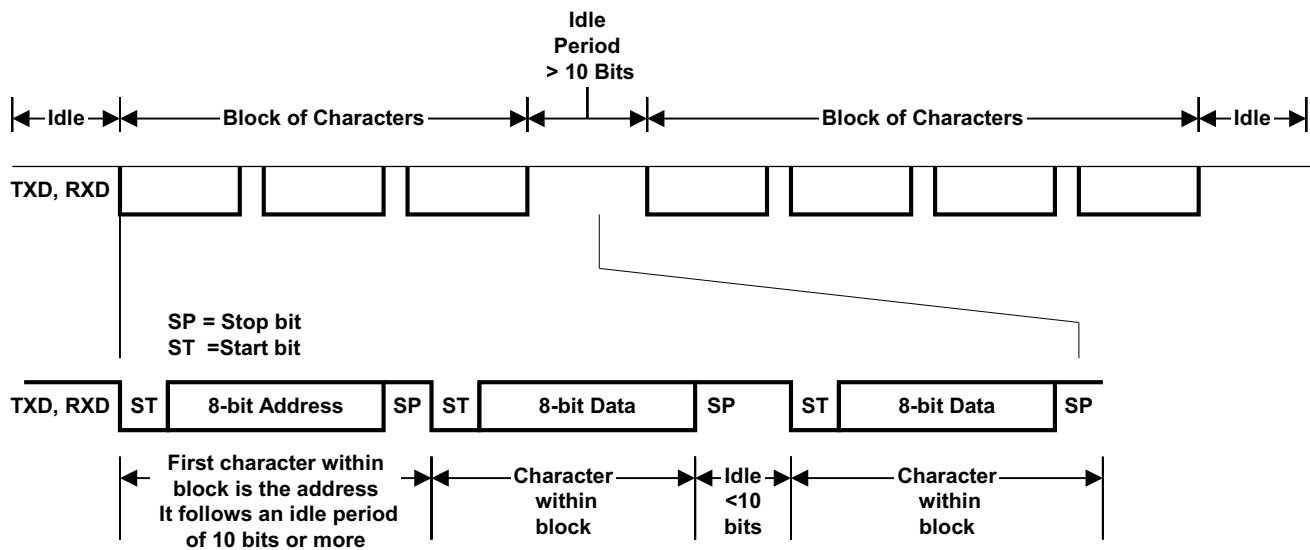 Idle
Period
> 10 Bits
Idle
Block of Characters
Block of Characters
Idle
TXD, RXD
SP = Stop bit
ST =Start bit
TXD, RXD
ST
8-bit Address
SP
ST
8-bit Data
SP
ST
8-bit Data
SP
First character within
block is the address
It follows an idle period
of 10 bits or more
Character
within
block
Idle
<10
bits
Character
within
block